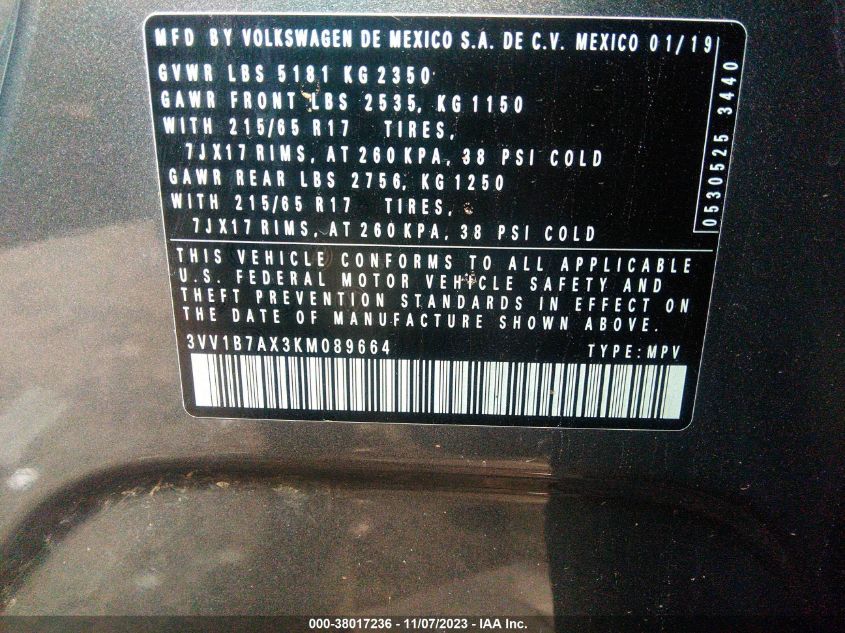 MFD BY VOLKSWAGEN DE MEXICO S.A. DE C.V. MEXICO 01/19
GVWR LBS 5181 KG 2350
GAWR FRONT LBS 2535, KG 1150
WITH 215/65 R17 TIRES,
7JX17 RIMS, AT 260 KPA, 38 PSI COLD
GAWR REAR LBS 2756, KG 1250
WITH 215/65 R17 TIRES,
7JX17 RIMS, AT 260 KPA, 38 PSI COLD
0530525 3440
THIS VEHICLE CONFORMS TO ALL APPLICABLE
U.S. FEDERAL MOTOR VEHICLE SAFETY AND
THEFT PREVENTION STANDARDS IN EFFECT ON
THE DATE OF MANUFACTURE SHOWN ABOVE.
3VV1B7AX3KM089664 TYPE: MPV
000-38017236 - 11/07/2023 - IAA Inc.